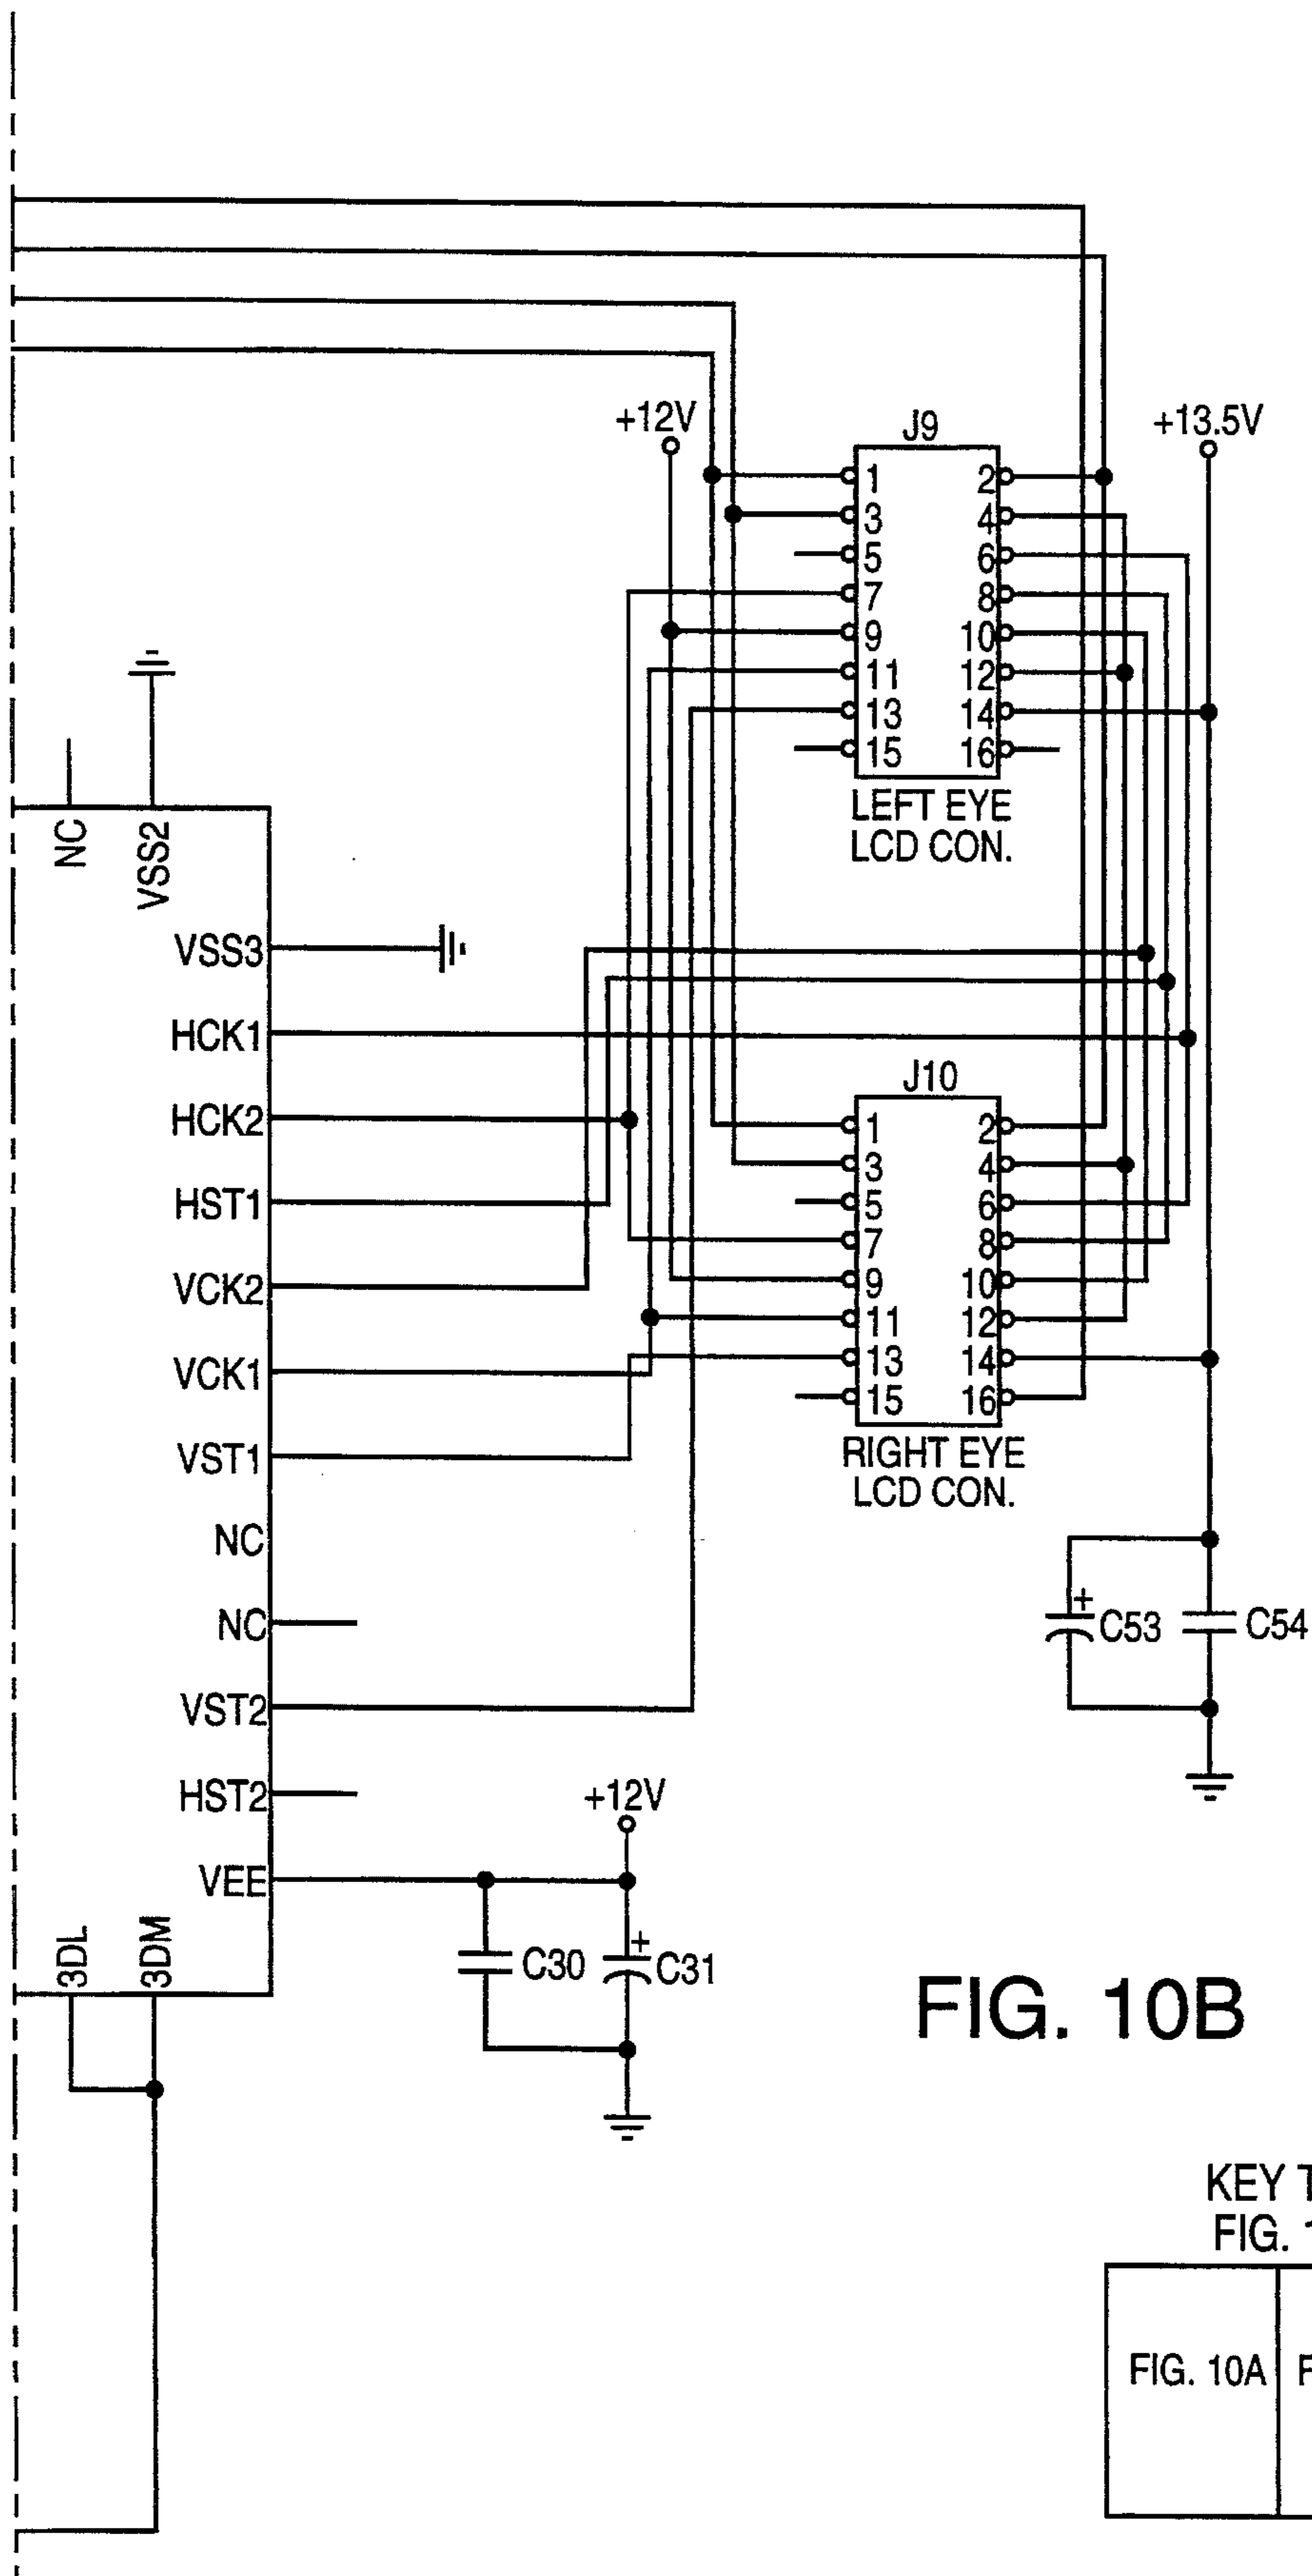 +12V
J9
+13.5V
1 2
3 4
5 6
7 8
9 10
11 12
13 14
15 16
LEFT EYE
LCD CON.
NC
VSS2
VSS3
HCK1
HCK2
HST1
VCK2
VCK1
VST1
NC
NC
VST2
HST2
VEE
3DL
3DM
J10
1 2
3 4
5 6
7 8
9 10
11 12
13 14
15 16
RIGHT EYE
LCD CON.
+
C53
C54
+12V
C30
+
C31
FIG. 10B
KEY T
FIG. 1
FIG. 10A
F